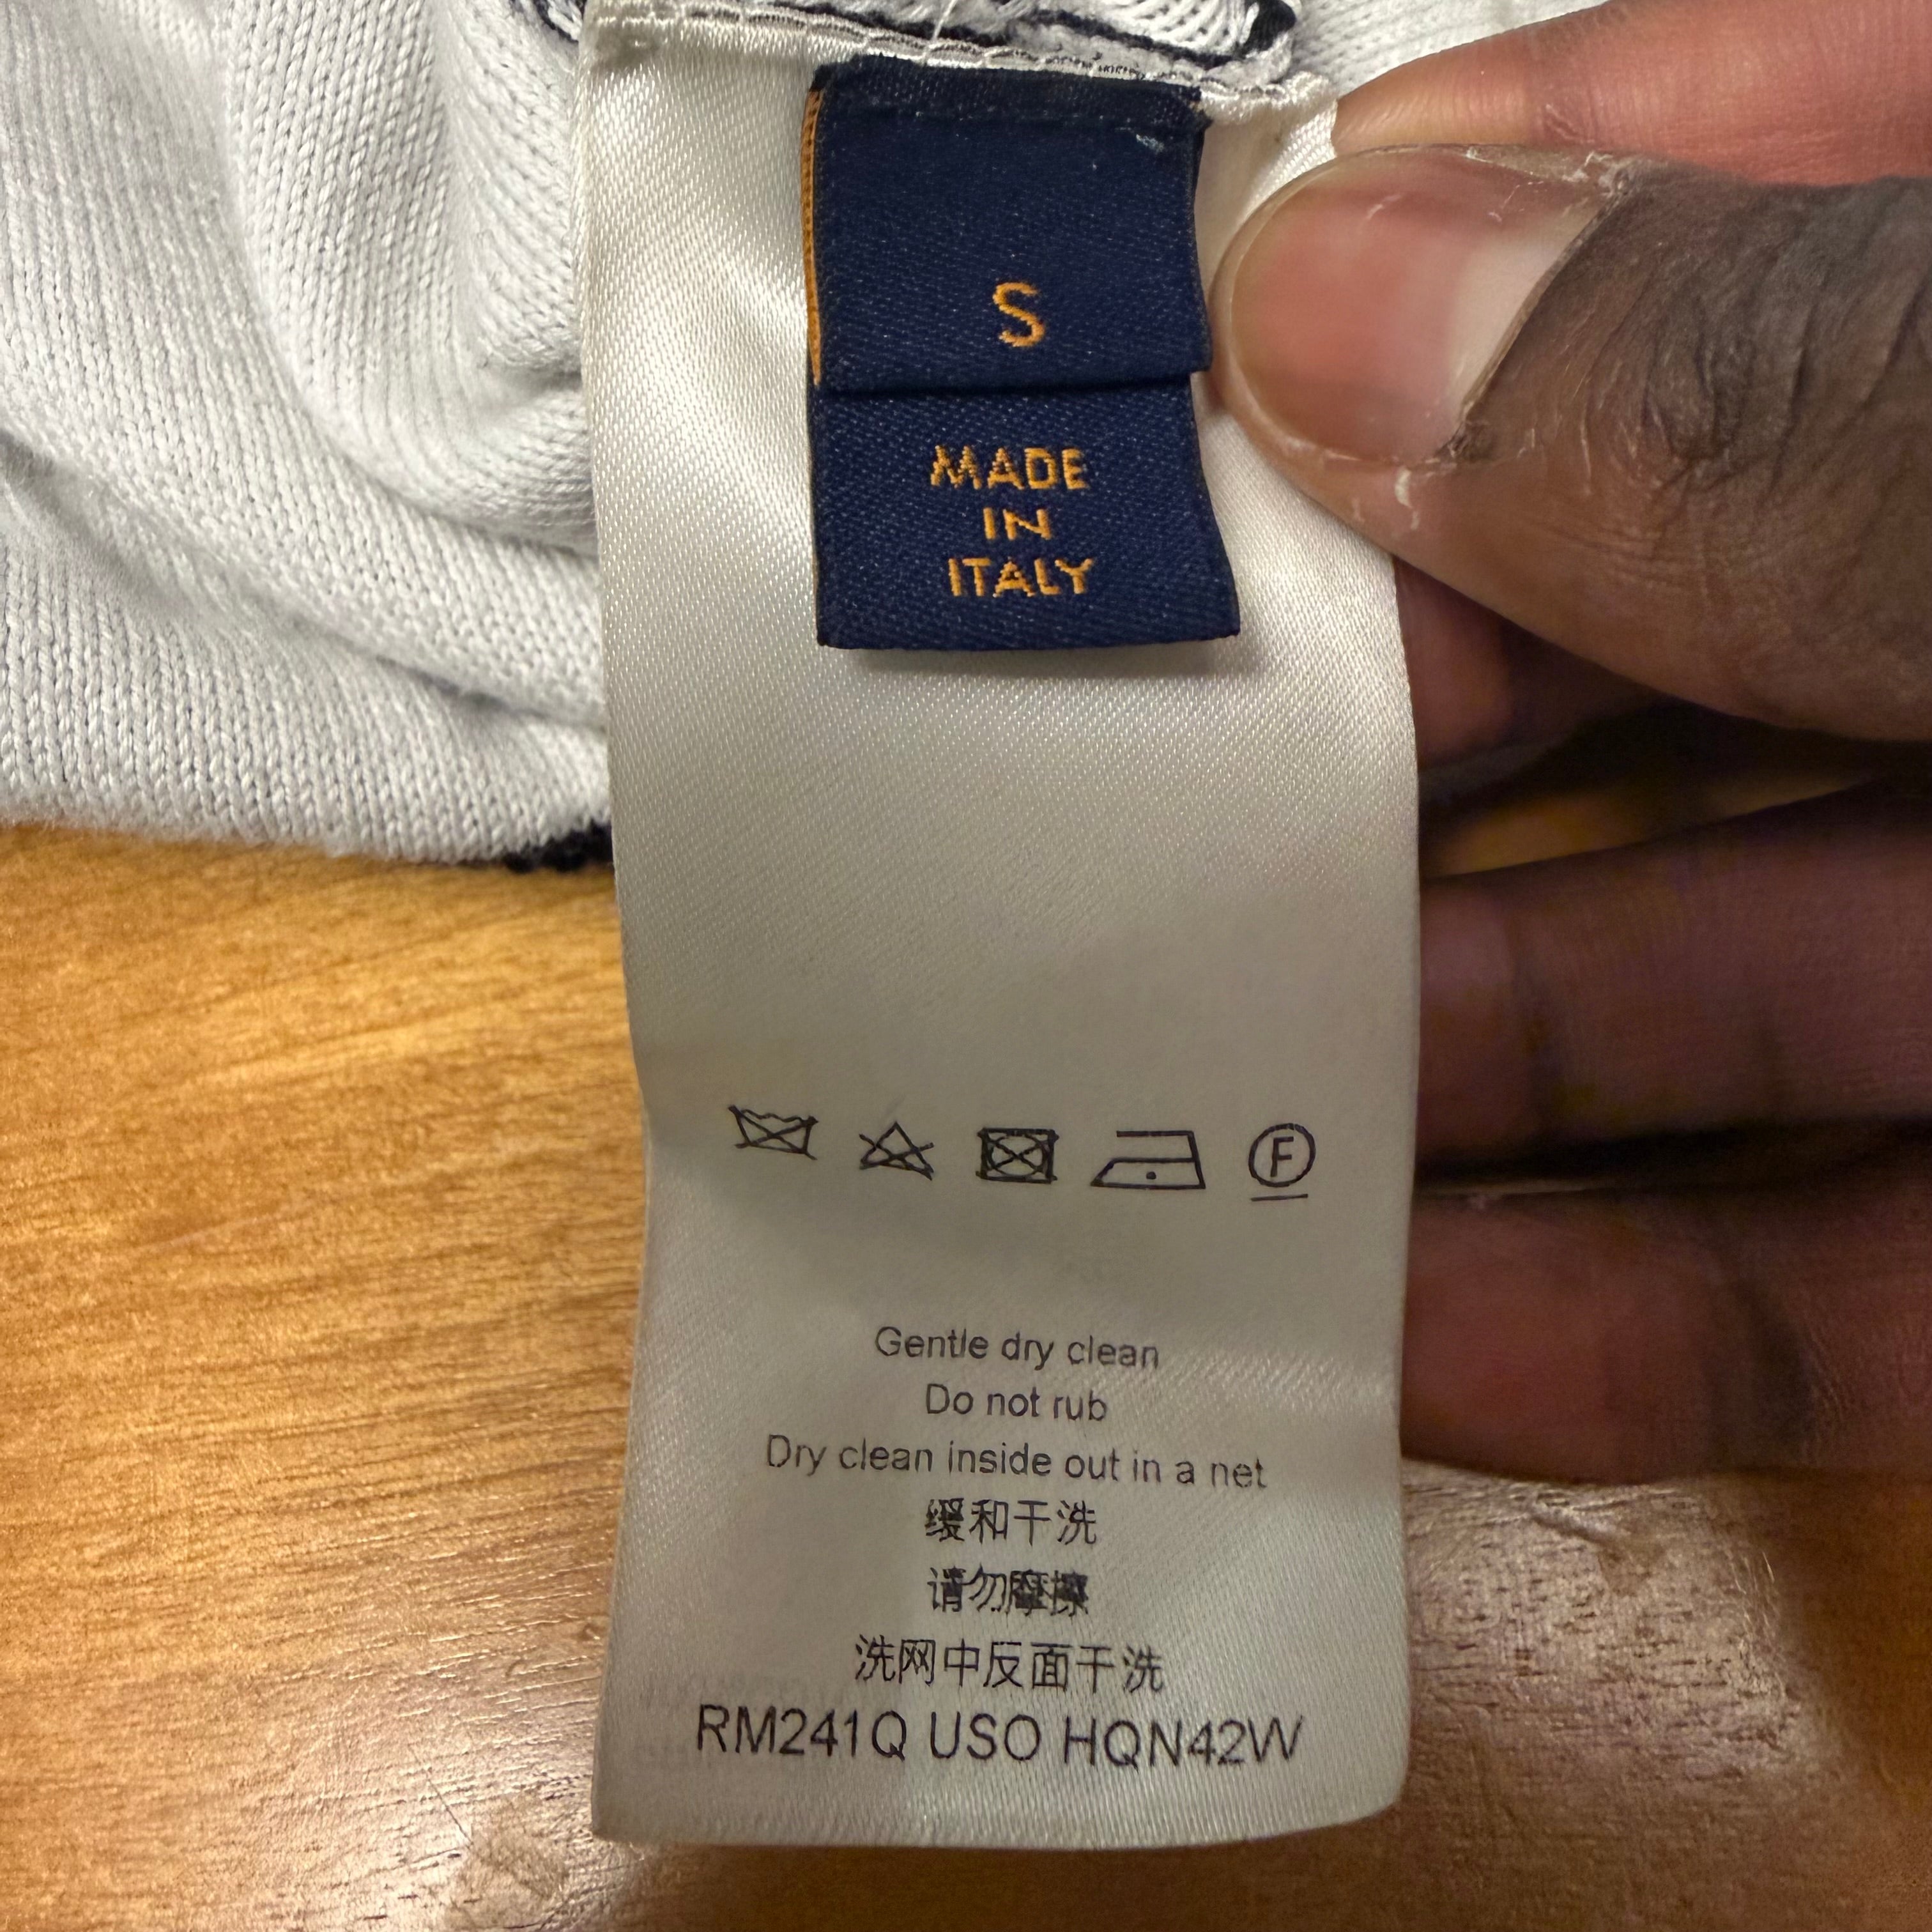 S
MADE
IN
ITALY
F
Gentle dry clean
Do not rub
Dry clean inside out in a net
缓和干洗
请勿摩擦
洗网中反面干洗
RM241Q USO HQN42W